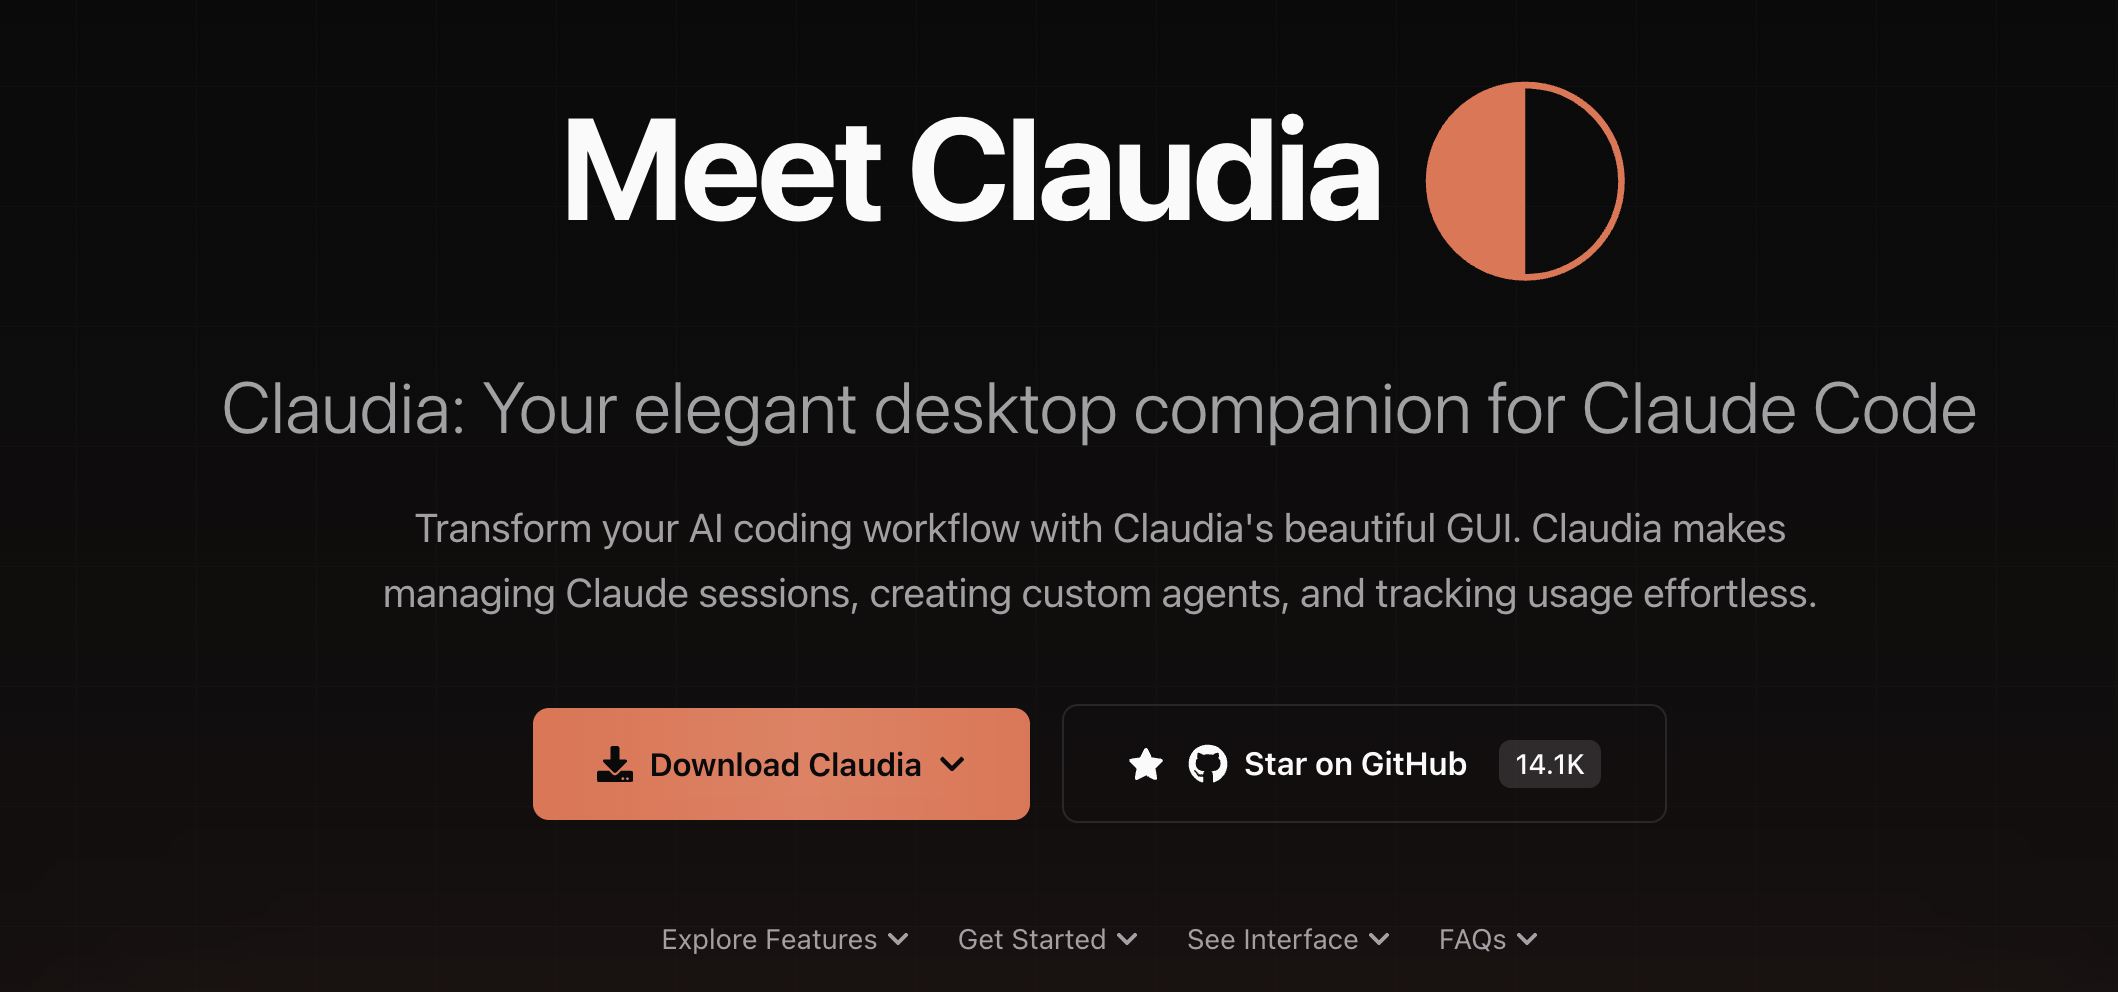 Meet Claudia
Claudia: Your elegant desktop companion for Claude Code
Transform your AI coding workflow with Claudia's beautiful GUI. Claudia makes
managing Claude sessions, creating custom agents, and tracking usage effortless.
Download Claudia
Star on GitHub 14.1K
Explore Features
Get Started
See Interface
FAQs